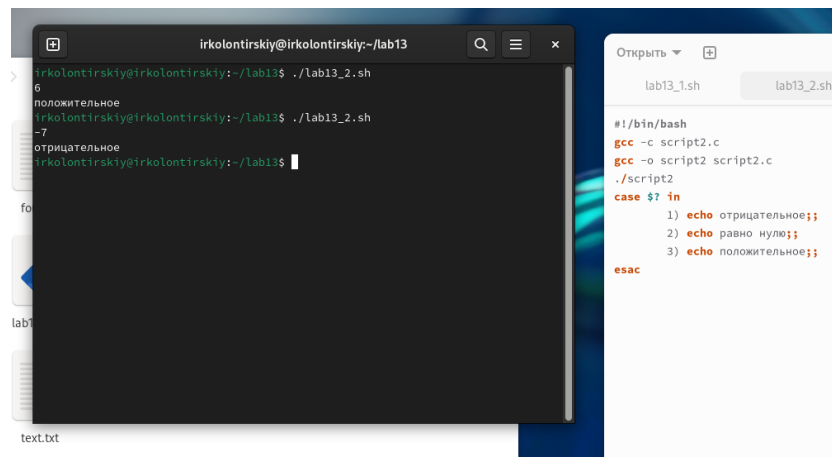 irkolontirskiy@irkolontirskiy:~/lab13
irkolontirskiy@irkolontirskiy:~/lab13$ ./lab13_2.sh
6
положительное
irkolontirskiy@irkolontirskiy:~/lab13$ ./lab13_2.sh
-7
отрицательное
irkolontirskiy@irkolontirskiy:~/lab13$
fo
lab1
text.txt
Открыть
lab13_1.sh lab13_2.sh
#!/bin/bash
gcc -c script2.c
gcc -o script2 script2.c
./script2
case $? in
1) echo отрицательное;;
2) echo равно нулю;;
3) echo положительное;;
esac